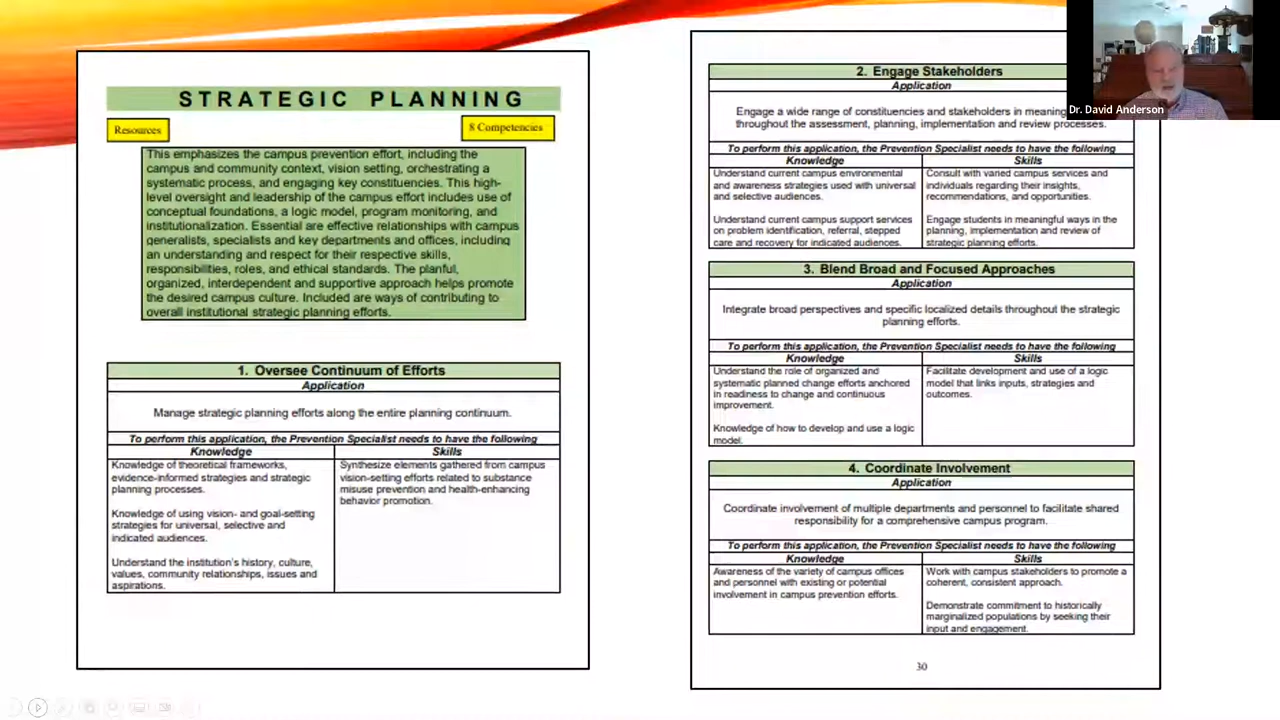 STRATEGIC PLANNING
Resources
8 Competencies
This emphasizes the campus prevention effort, including the
campus and community context, vision setting, orchestrating a
systematic process, and engaging key constituencies. This high-
level oversight and leadership of the campus effort includes use of
conceptual foundations, a logic model, program monitoring, and
institutionalization. Essential are effective relationships with campus
generalists, specialists and key departments and offices, including
an understanding and respect for their respective skills,
responsibilities, roles, and ethical standards. The planful,
organized, interdependent and supportive approach helps promote
the desired campus culture. Included are ways of contributing to
overall institutional strategic planning efforts.
1. Oversee Continuum of Efforts
Application
Manage strategic planning efforts along the entire planning continuum.
To perform this application, the Prevention Specialist needs to have the following
Knowledge
Skills
Knowledge of theoretical frameworks,
evidence-informed strategies and strategic
planning processes.
Knowledge of using vision- and goal-setting
strategies for universal, selective and
indicated audiences.
Understand the institution's history, culture,
values, community relationships, issues and
aspirations.
Synthesize elements gathered from campus
vision-setting efforts related to substance
misuse prevention and health-enhancing
behavior promotion.
2. Engage Stakeholders
Application
Engage a wide range of constituencies and stakeholders in
throughout the assessment, planning, implementation and review processes.
To perform this application, the Prevention Specialist needs to have the following
Knowledge
Skills
Understand current campus environmental
and awareness strategies used with universal
and selective audiences.
Understand current campus support services
on problem identification, referral, stepped
care and recovery for indicated audiences.
Consult with varied campus services and
individuals regarding their insights,
recommendations, and opportunities.
Engage students in meaningful ways in the
planning, implementation and review of
strategic planning efforts.
3. Blend Broad and Focused Approaches
Application
Integrate broad perspectives and specific localized details throughout the strategic
planning efforts.
To perform this application, the Prevention Specialist needs to have the following
Knowledge
Skills
Understand the role of organized and
systematic planned change efforts anchored
in readiness to change and continuous
improvement.
Knowledge of how to develop and use a logic
model.
Facilitate development and use of a logic
model that links inputs, strategies and
outcomes.
4. Coordinate Involvement
Application
Coordinate involvement of multiple departments and personnel to facilitate shared
responsibility for a comprehensive campus program.
To perform this application, the Prevention Specialist needs to have the following
Knowledge
Skills
Awareness of the variety of campus offices
and personnel with existing or potential
involvement in campus prevention efforts.
Work with campus stakeholders to promote a
coherent, consistent approach.
Demonstrate commitment to historically
marginalized populations by seeking their
input and engagement.
30
Dr. David Anderson